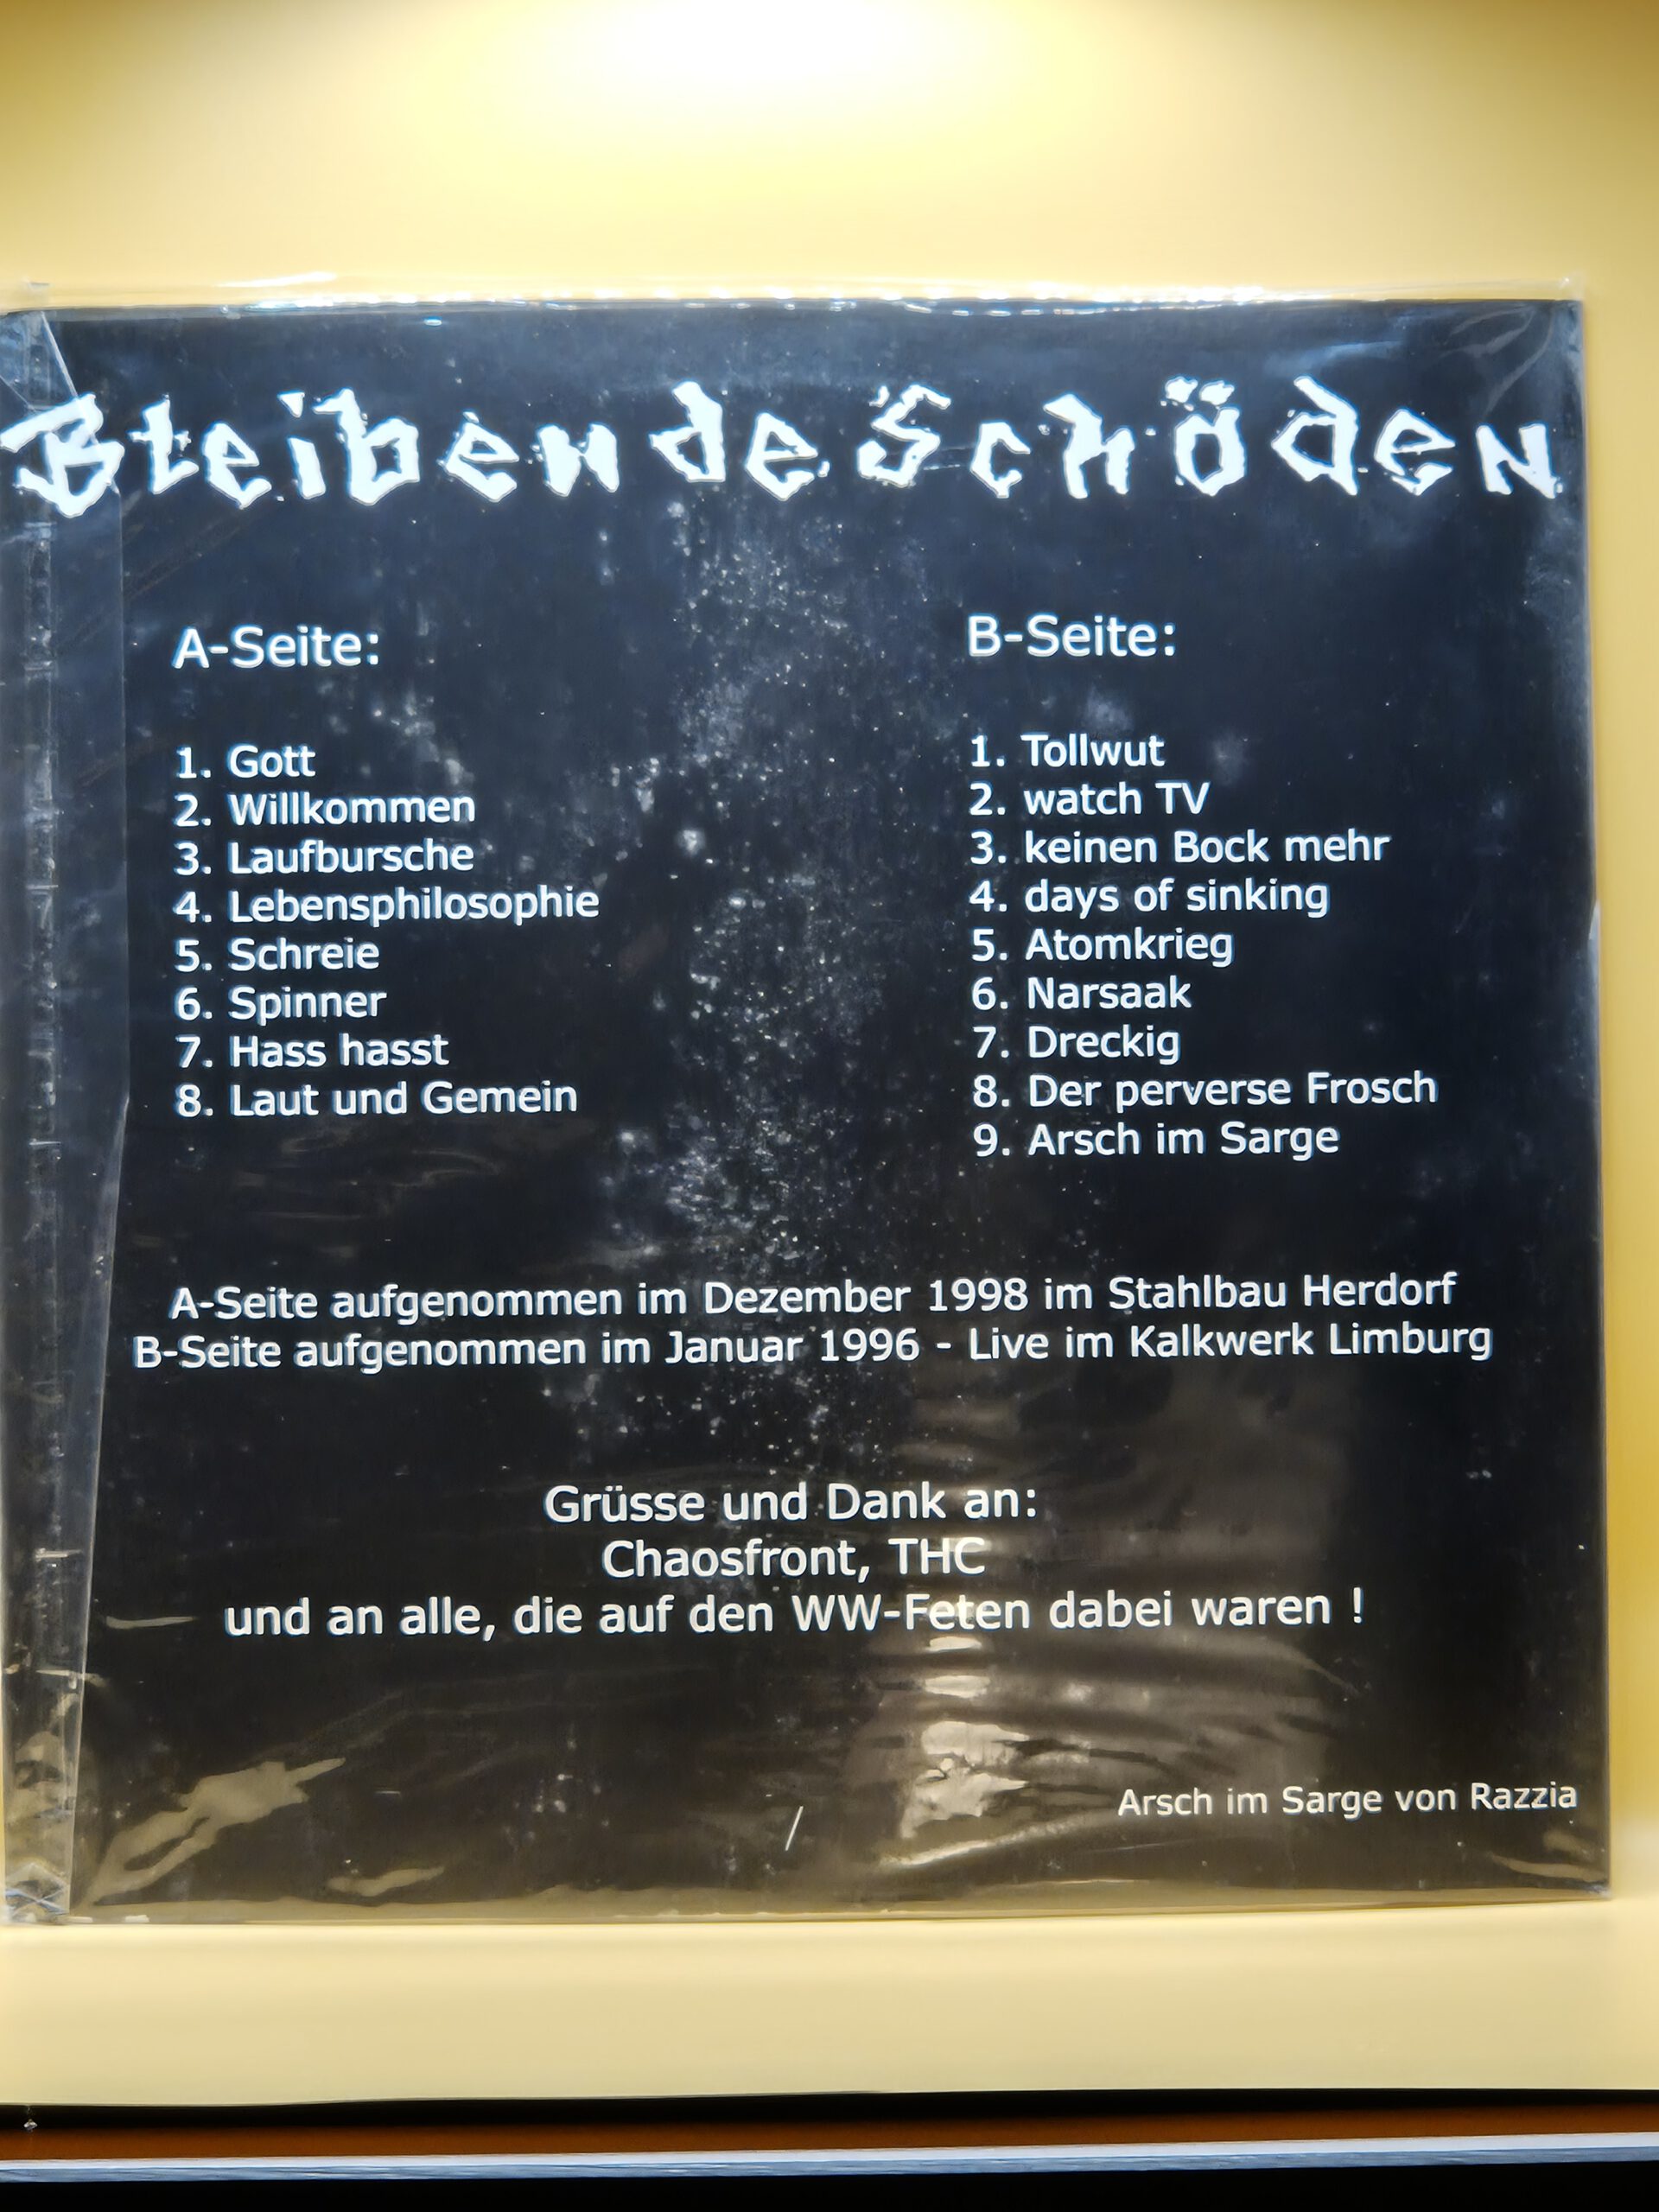 Bleibende Schöden
A-Seite:
1. Gott
2. Willkommen
3. Laufbursche
4. Lebensphilosophie
5. Schreie
6. Spinner
7. Hass hasst
8. Laut und Gemein
B-Seite:
1. Tollwut
2. watch TV
3. keinen Bock mehr
4. days of sinking
5. Atomkrieg
6. Narsaak
7. Dreckig
8. Der perverse Frosch
9. Arsch im Sarge
A-Seite aufgenommen im Dezember 1998 im Stahlbau Herdorf
B-Seite aufgenommen im Januar 1996 - Live im Kalkwerk Limburg
Grüsse und Dank an:
Chaosfront, THC
und an alle, die auf den WW-Feten dabei waren !
Arsch im Sarge von Razzia